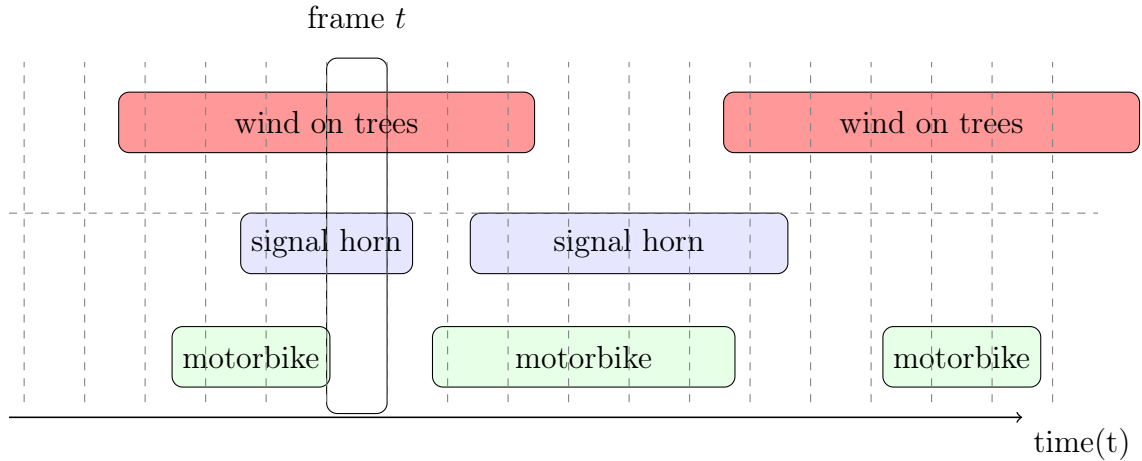 frame t
wind on trees
wind on trees
signal horn
signal horn
motorbike
motorbike
motorbike
time(t)